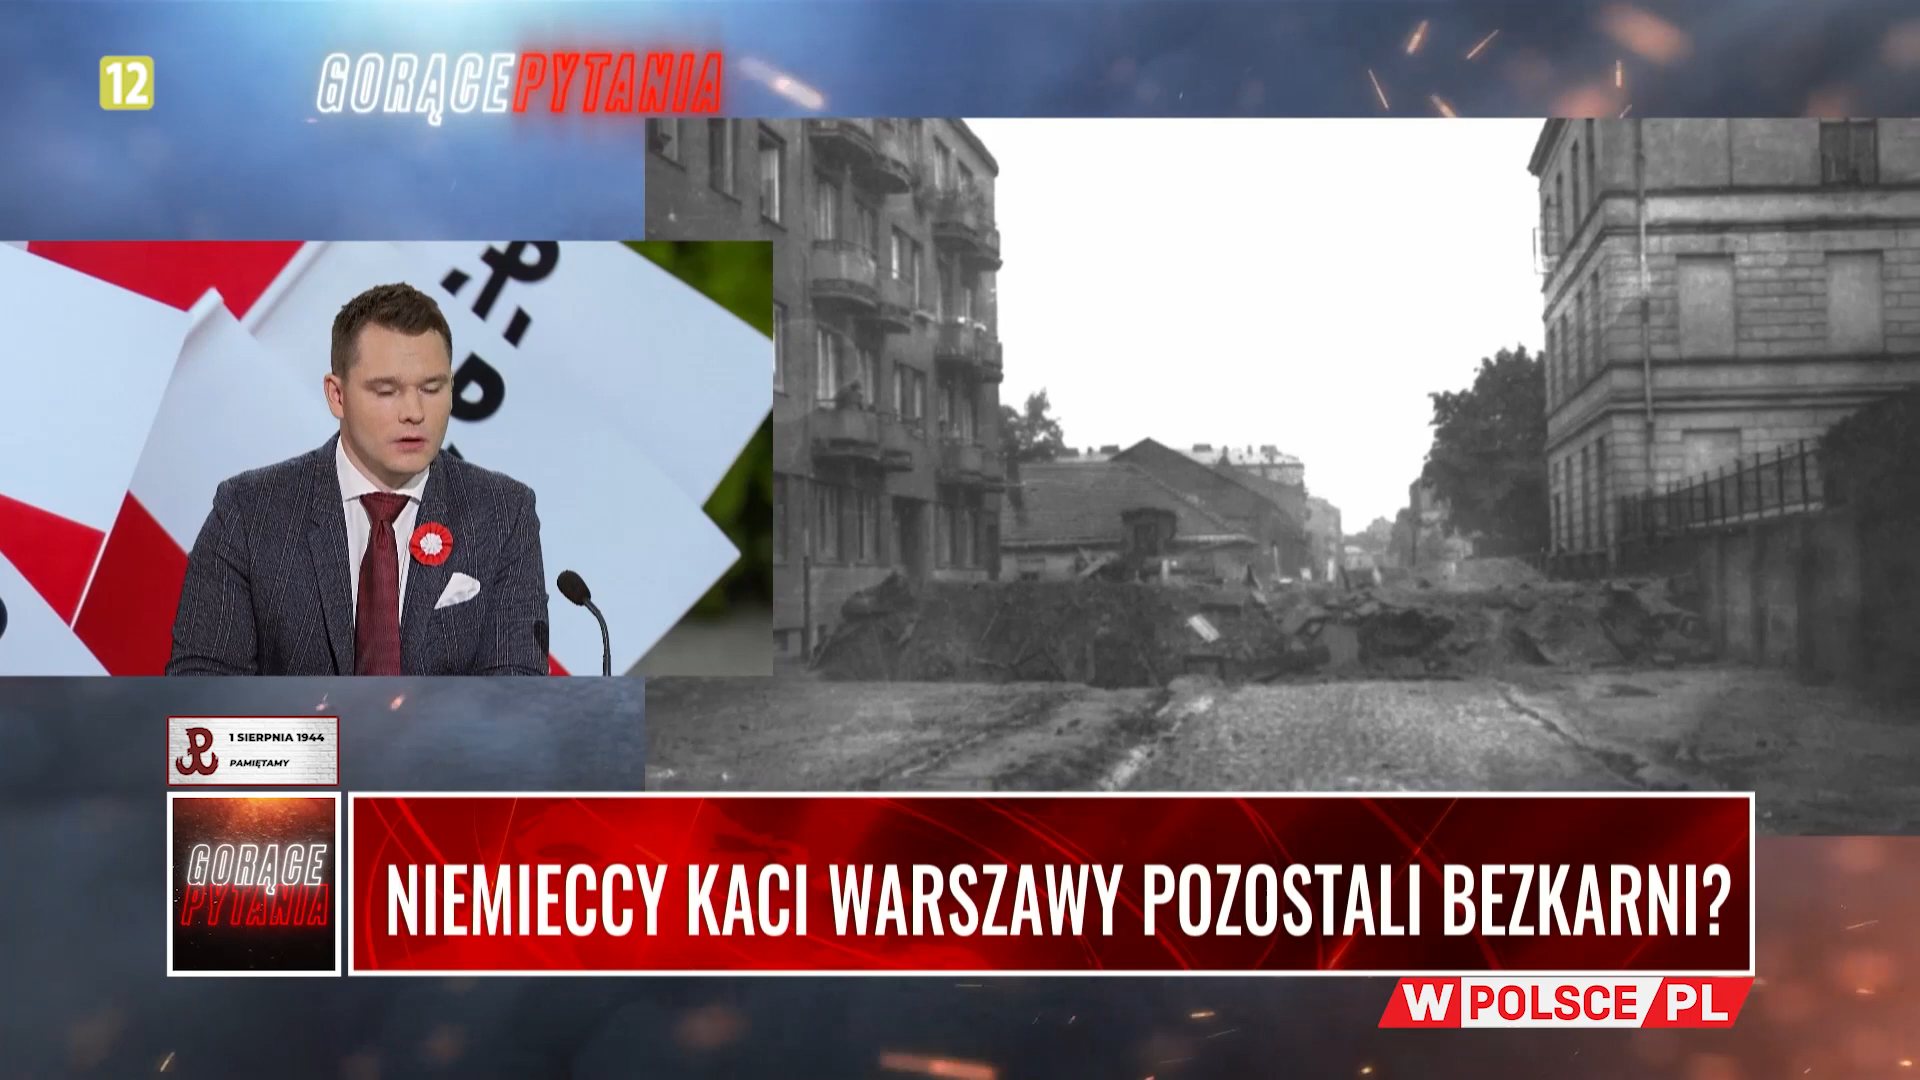 12
GORĄCE PYTANIA
1 SIERPNIA 1944
PAMIĘTAMY
GORĄCE
PYTANIA
NIEMIECCY KACI WARSZAWY POZOSTALI BEZKARNI?
WPOLSCE/PL